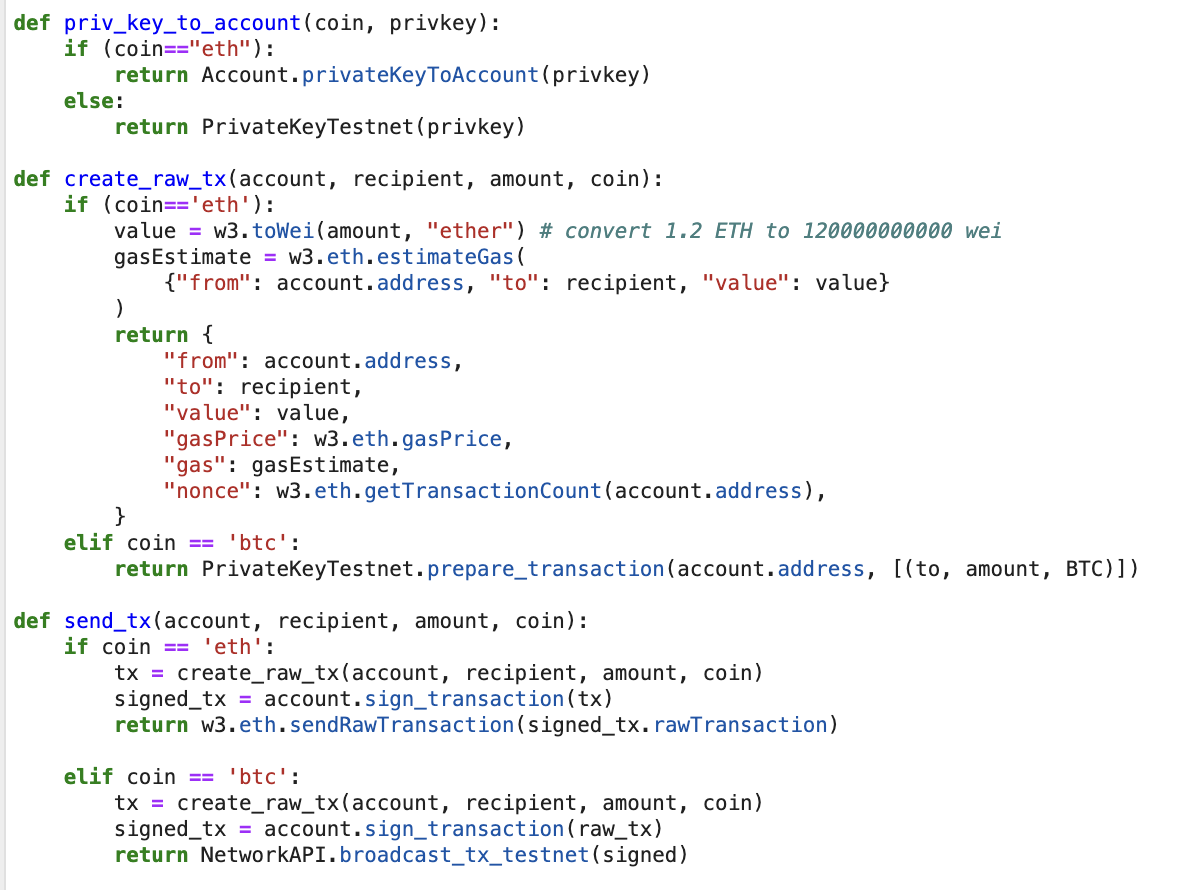 def priv_key_to_account(coin, privkey):
    if (coin=="eth"):
        return Account.privateKeyToAccount(privkey)
    else:
        return PrivateKeyTestnet(privkey)

def create_raw_tx(account, recipient, amount, coin):
    if (coin=='eth'):
        value = w3.toWei(amount, "ether") # convert 1.2 ETH to 120000000000 wei
        gasEstimate = w3.eth.estimateGas(
            {"from": account.address, "to": recipient, "value": value}
        )
        return {
            "from": account.address,
            "to": recipient,
            "value": value,
            "gasPrice": w3.eth.gasPrice,
            "gas": gasEstimate,
            "nonce": w3.eth.getTransactionCount(account.address),
        }
    elif coin == 'btc':
        return PrivateKeyTestnet.prepare_transaction(account.address, [(to, amount, BTC)])

def send_tx(account, recipient, amount, coin):
    if coin == 'eth':
        tx = create_raw_tx(account, recipient, amount, coin)
        signed_tx = account.sign_transaction(tx)
        return w3.eth.sendRawTransaction(signed_tx.rawTransaction)

    elif coin == 'btc':
        tx = create_raw_tx(account, recipient, amount, coin)
        signed_tx = account.sign_transaction(raw_tx)
        return NetworkAPI.broadcast_tx_testnet(signed)